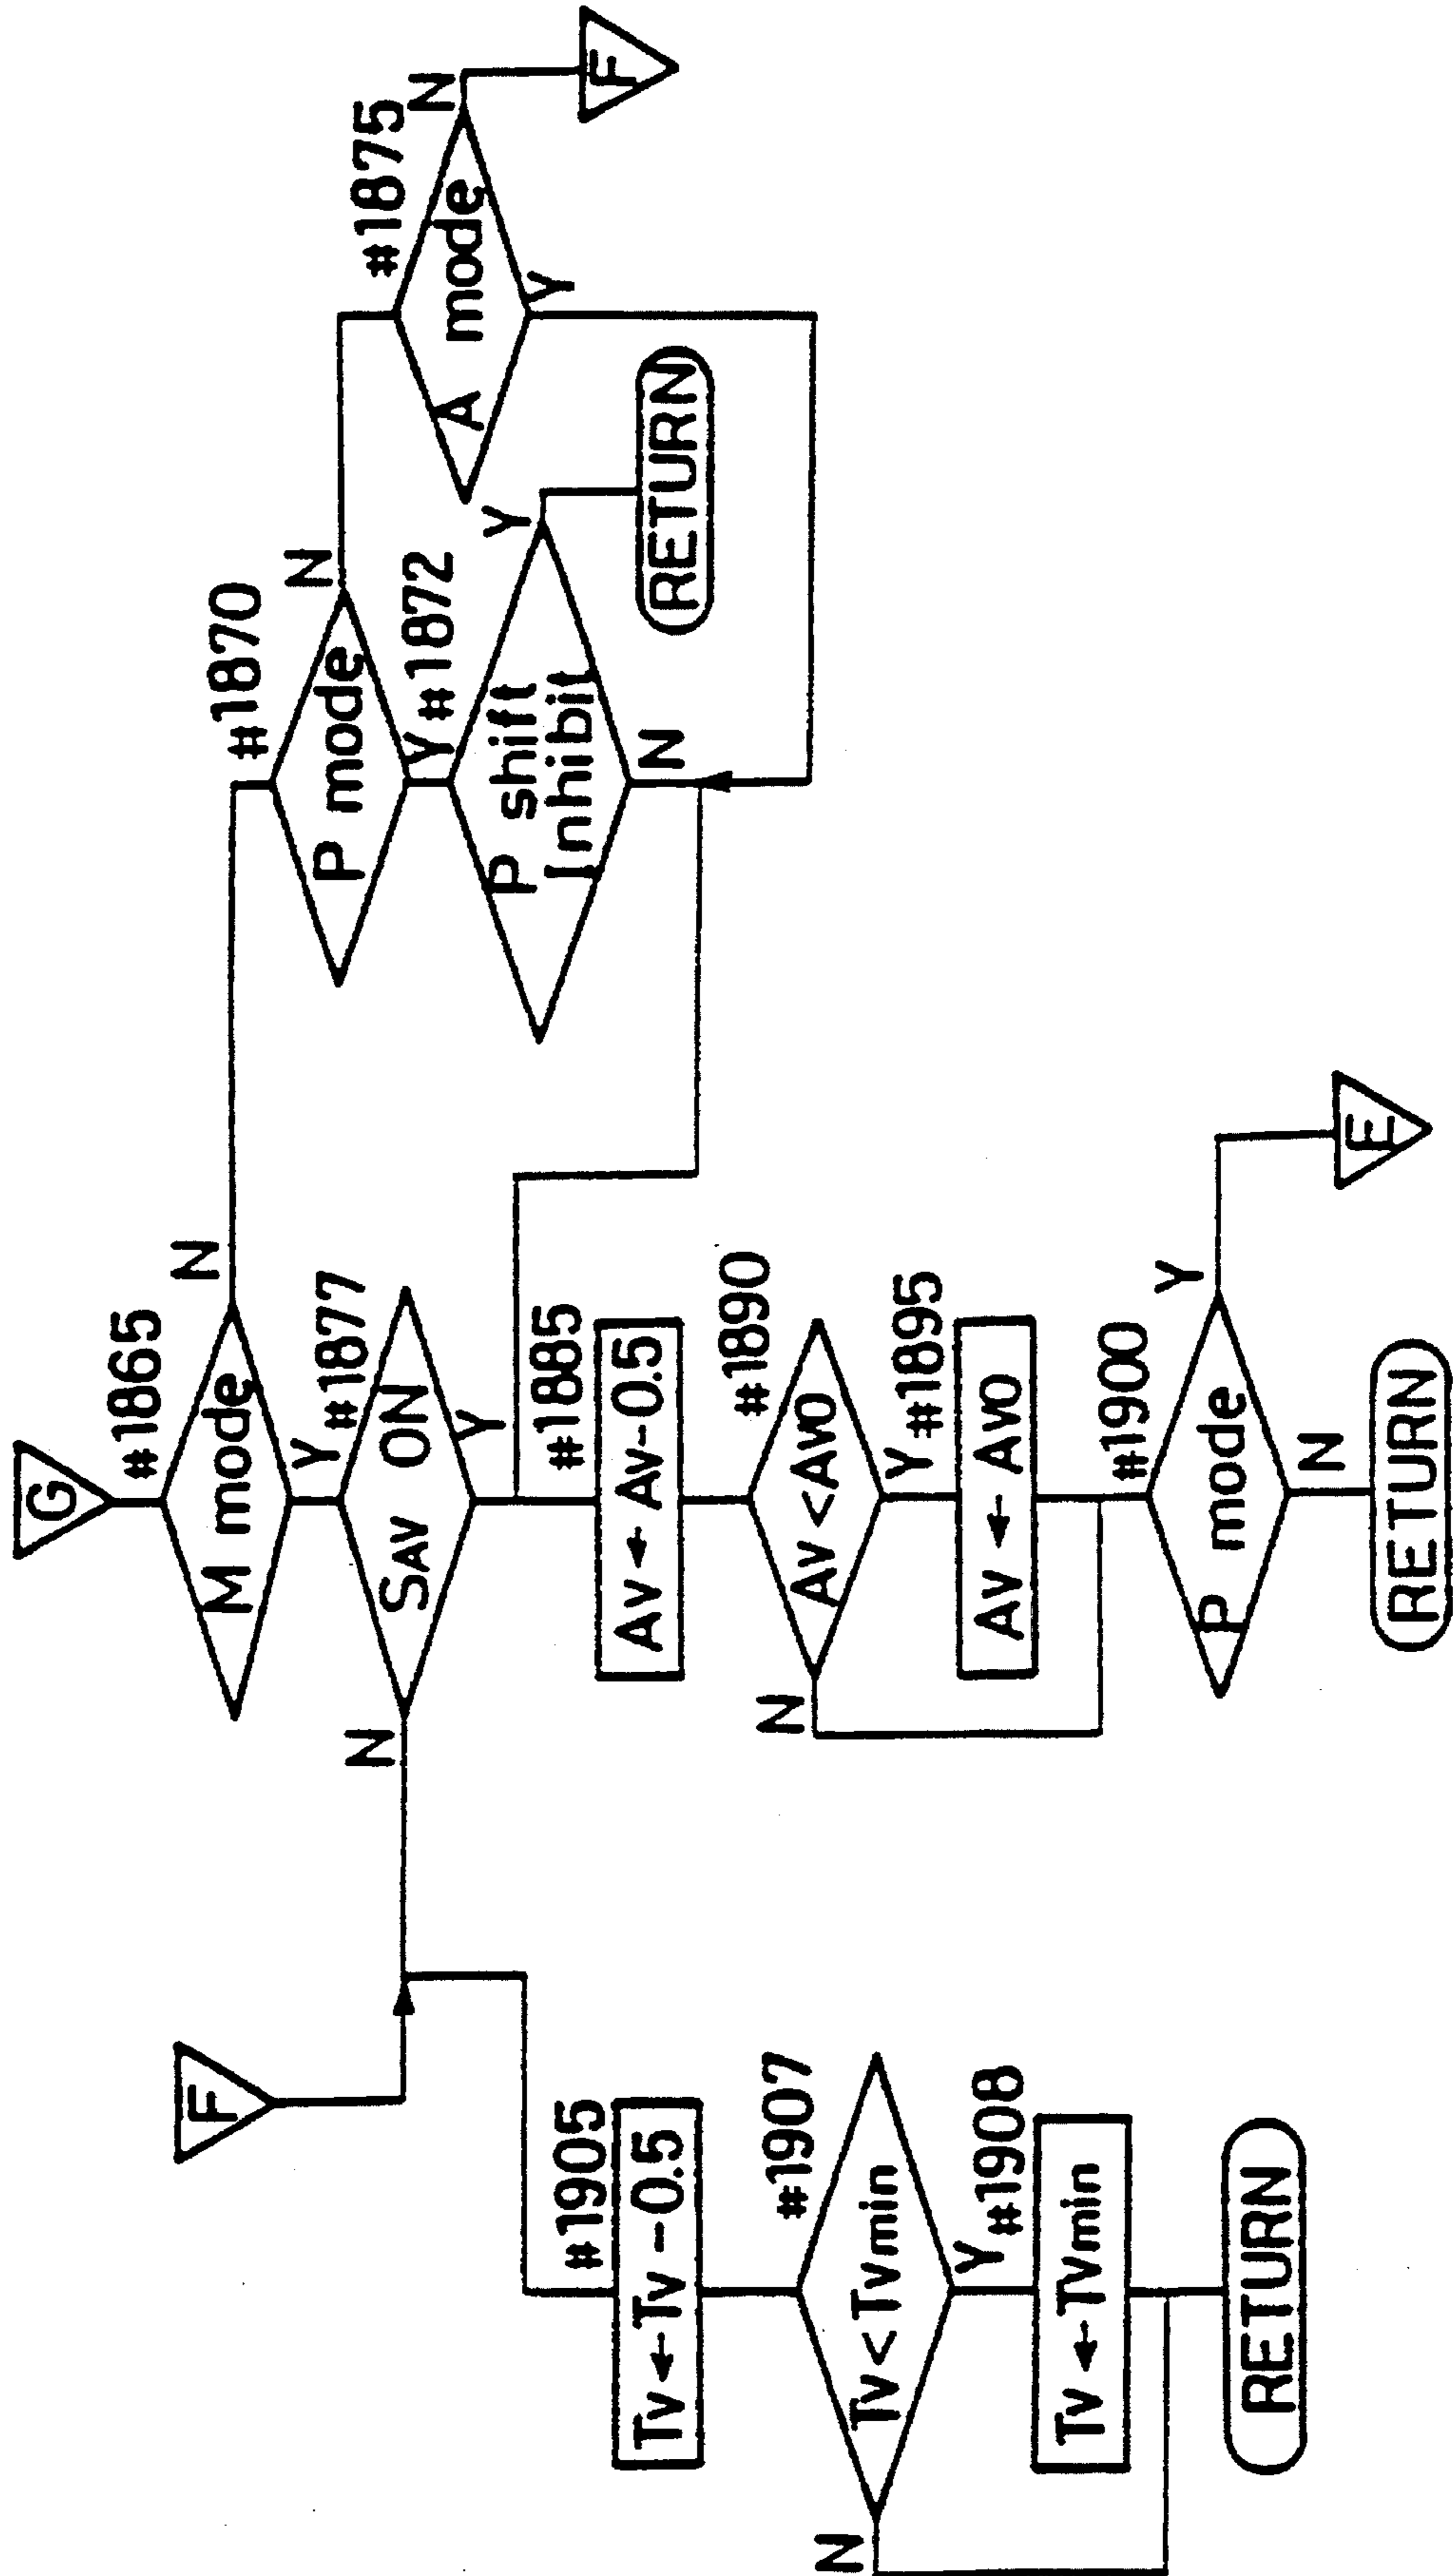 G
#1865
M mode
N
Y
#1870
P mode
N
Y
#1872
P shift
Inhibit
Y
RETURN
N
#1875
A mode
N
F
Y
#1877
SAV ON
N
Y
F
#1885
AV ← AV-0.5
#1890
AV <AV0
N
Y
#1895
AV ← AV0
#1900
P mode
Y
E
N
RETURN
#1905
TV←TV-0.5
#1907
TV<TVmin
N
Y
#1908
TV←TVmin
RETURN